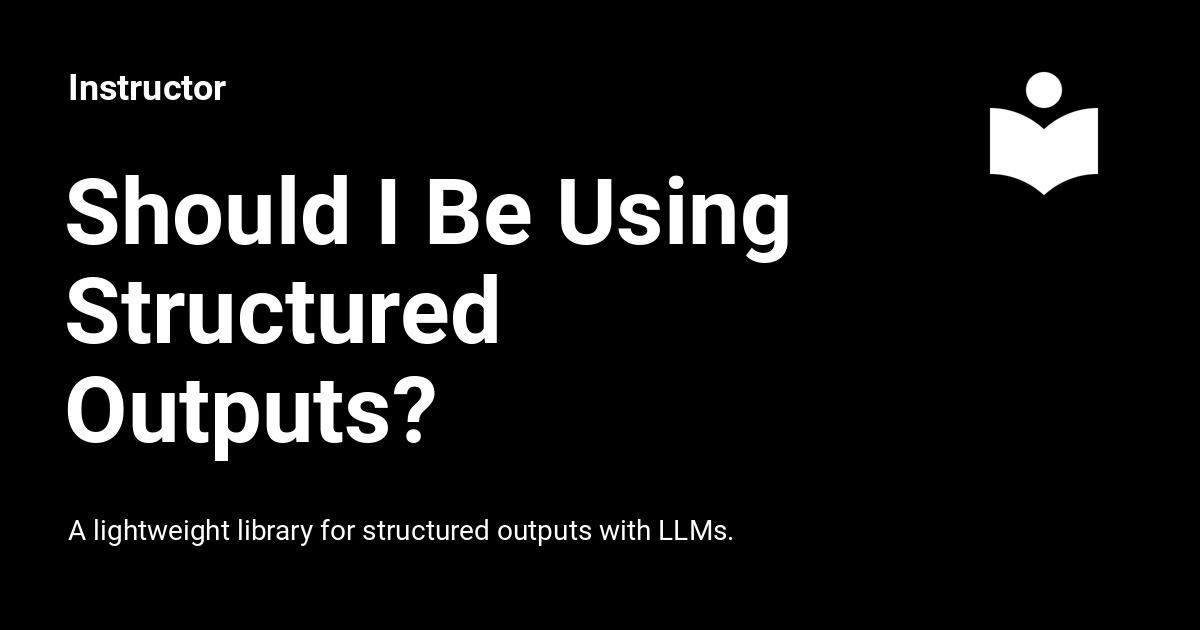 Instructor
Should I Be Using
Structured
Outputs?
A lightweight library for structured outputs with LLMs.